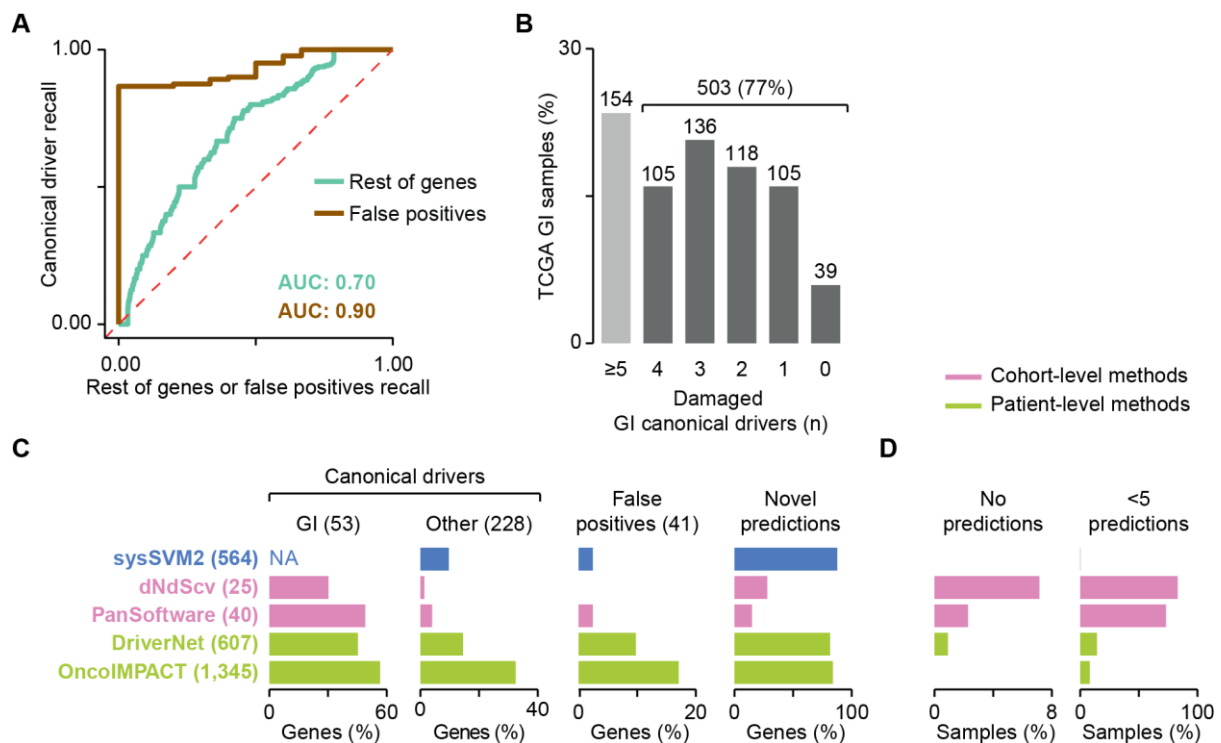 A
1.00
Canonical driver recall
Rest of genes
False positives
AUC: 0.70
AUC: 0.90
0.00
0.00
1.00
Rest of genes or false positives recall
B
30
TCGA GI samples (%)
0
503 (77%)
154
105
136
118
105
39
≥5
4
3
2
1
0
Damaged
GI canonical drivers (n)
Cohort-level methods
Patient-level methods
C
Canonical drivers
GI (53)
Other (228)
False
positives (41)
Novel
predictions
sysSVM2 (564)
NA
dNdScv (25)
PanSoftware (40)
DriverNet (607)
OncoIMPACT (1,345)
0
60
Genes (%)
0
40
Genes (%)
0
20
Genes (%)
0
100
Genes (%)
D
No
predictions
<5
predictions
0
8
Samples (%)
0
100
Samples (%)